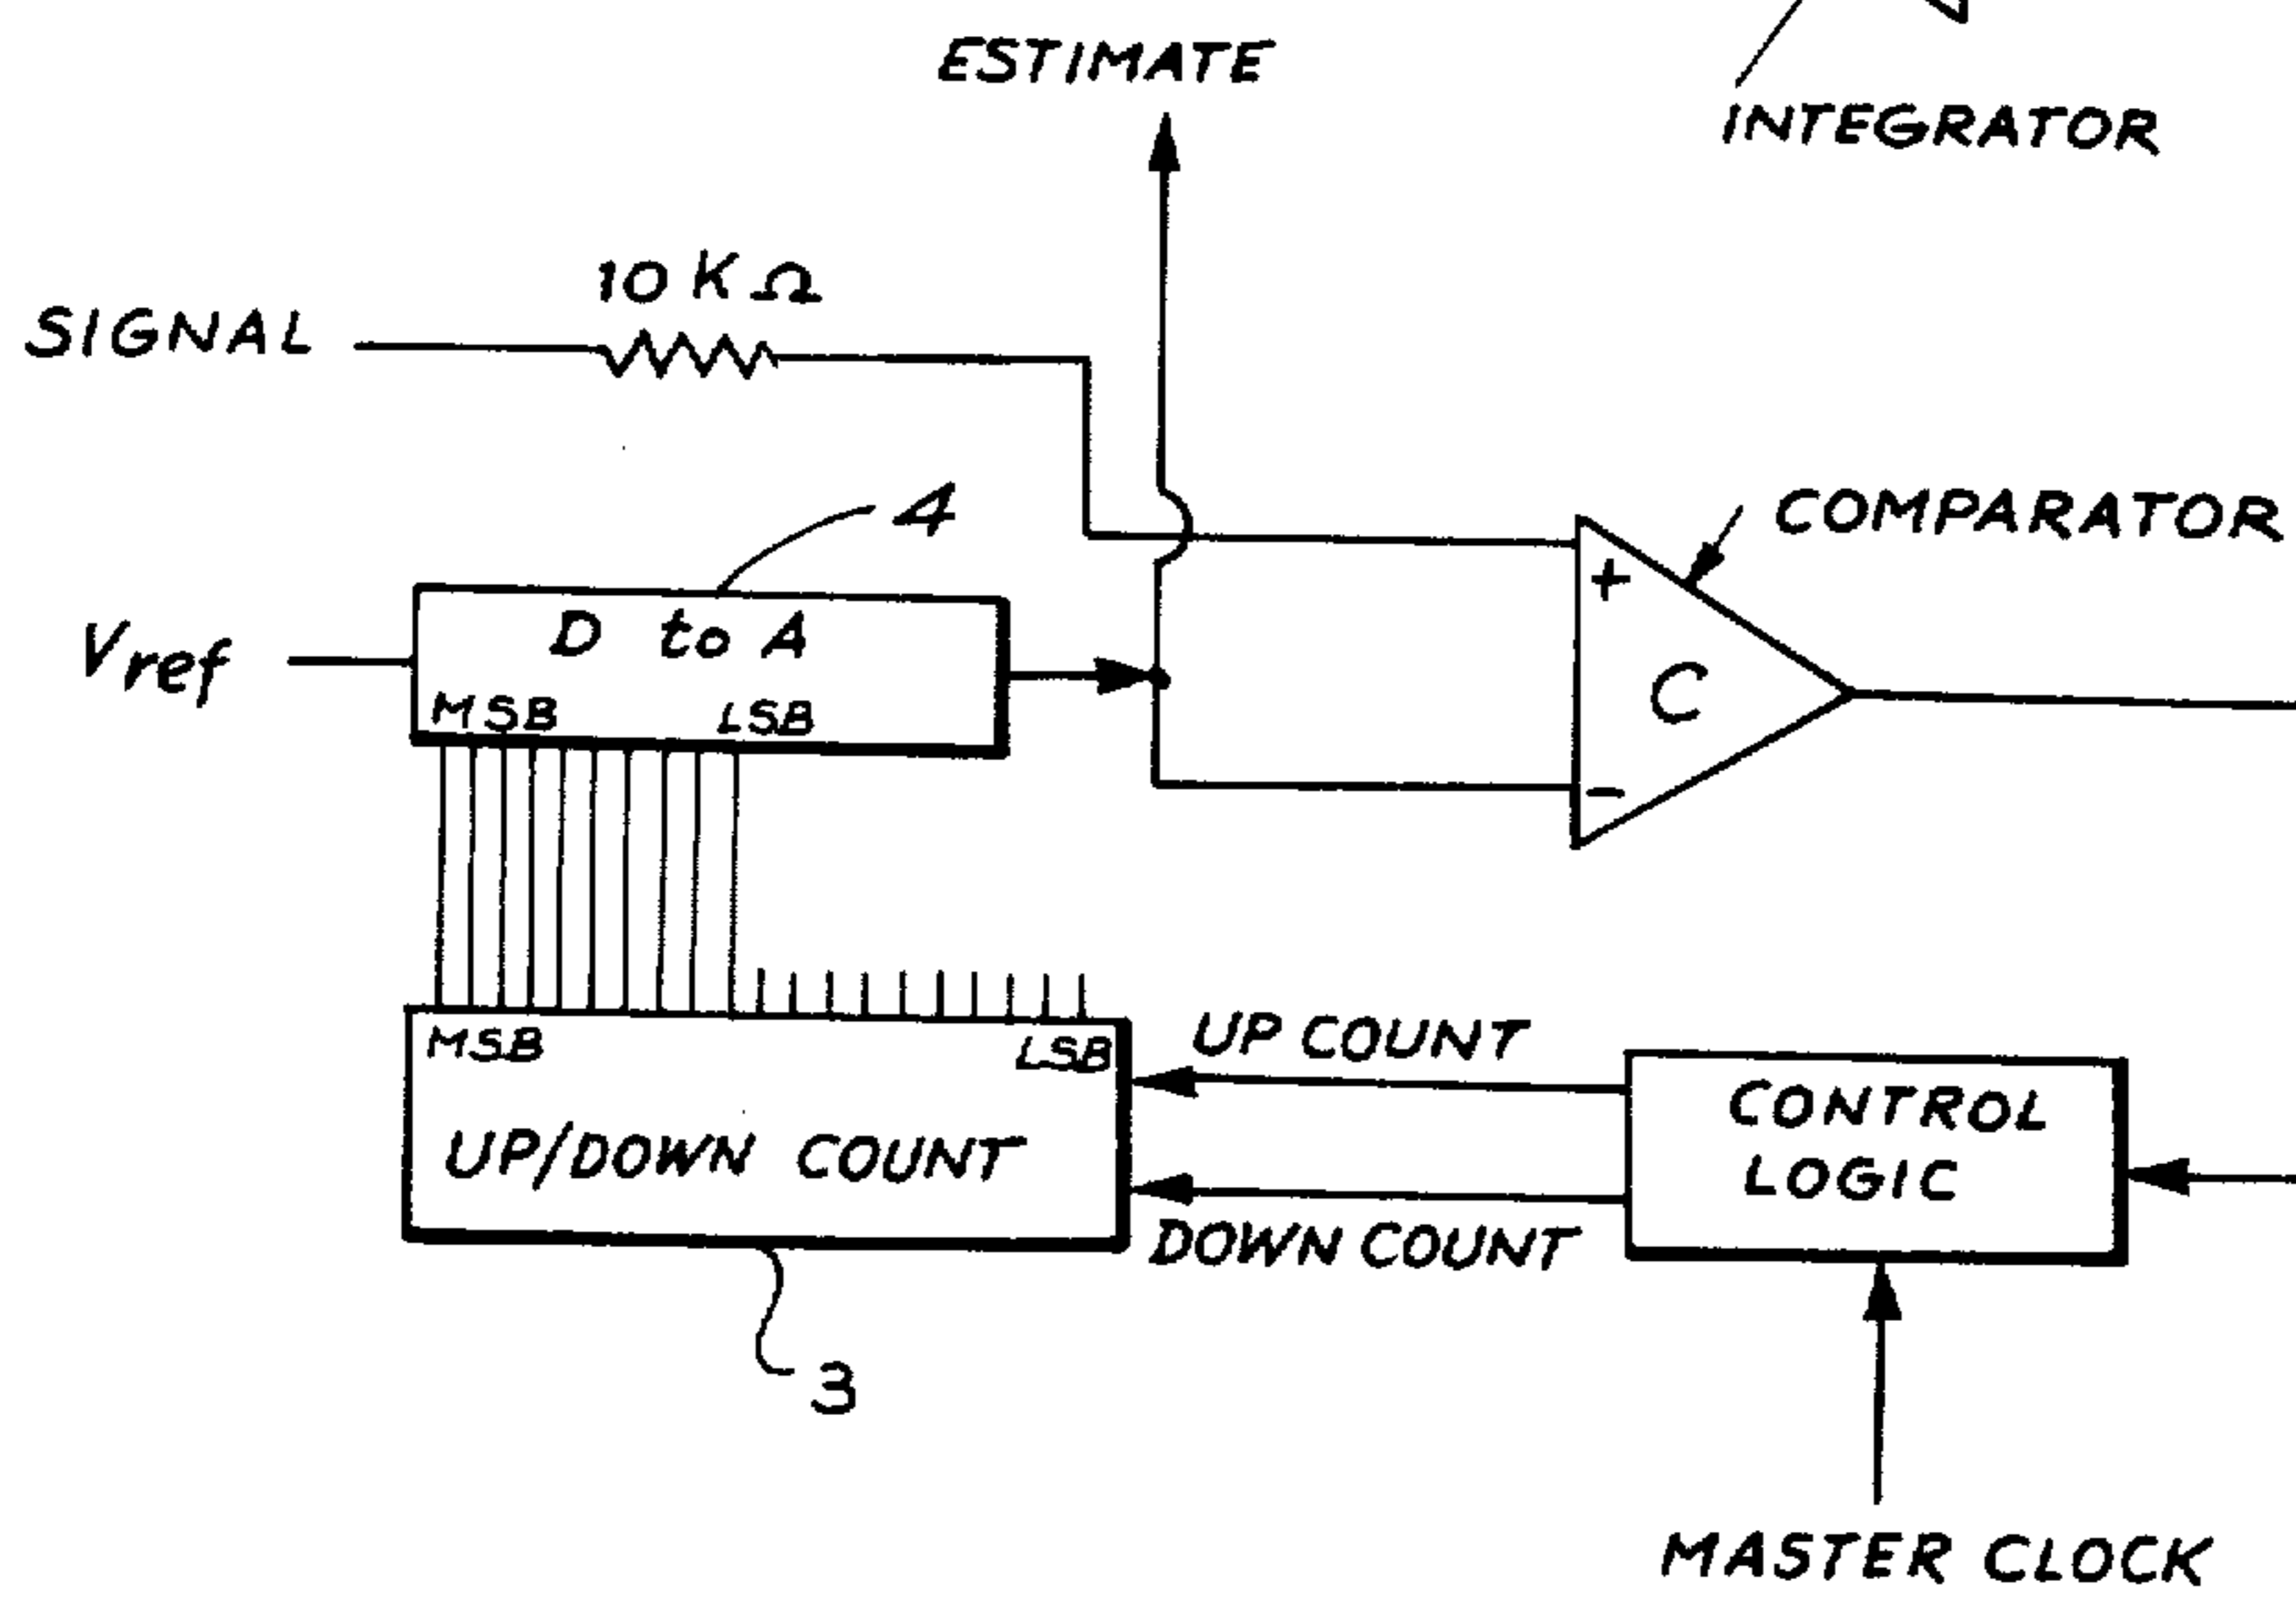 ESTIMATE
INTEGRATOR
10 KΩ
SIGNAL
4
COMPARATOR
Vref
D to A
MSB LSB
+
C
-
MSB LSB
UP/DOWN COUNT
UP COUNT
DOWN COUNT
CONTROL
LOGIC
3
MASTER CLOCK